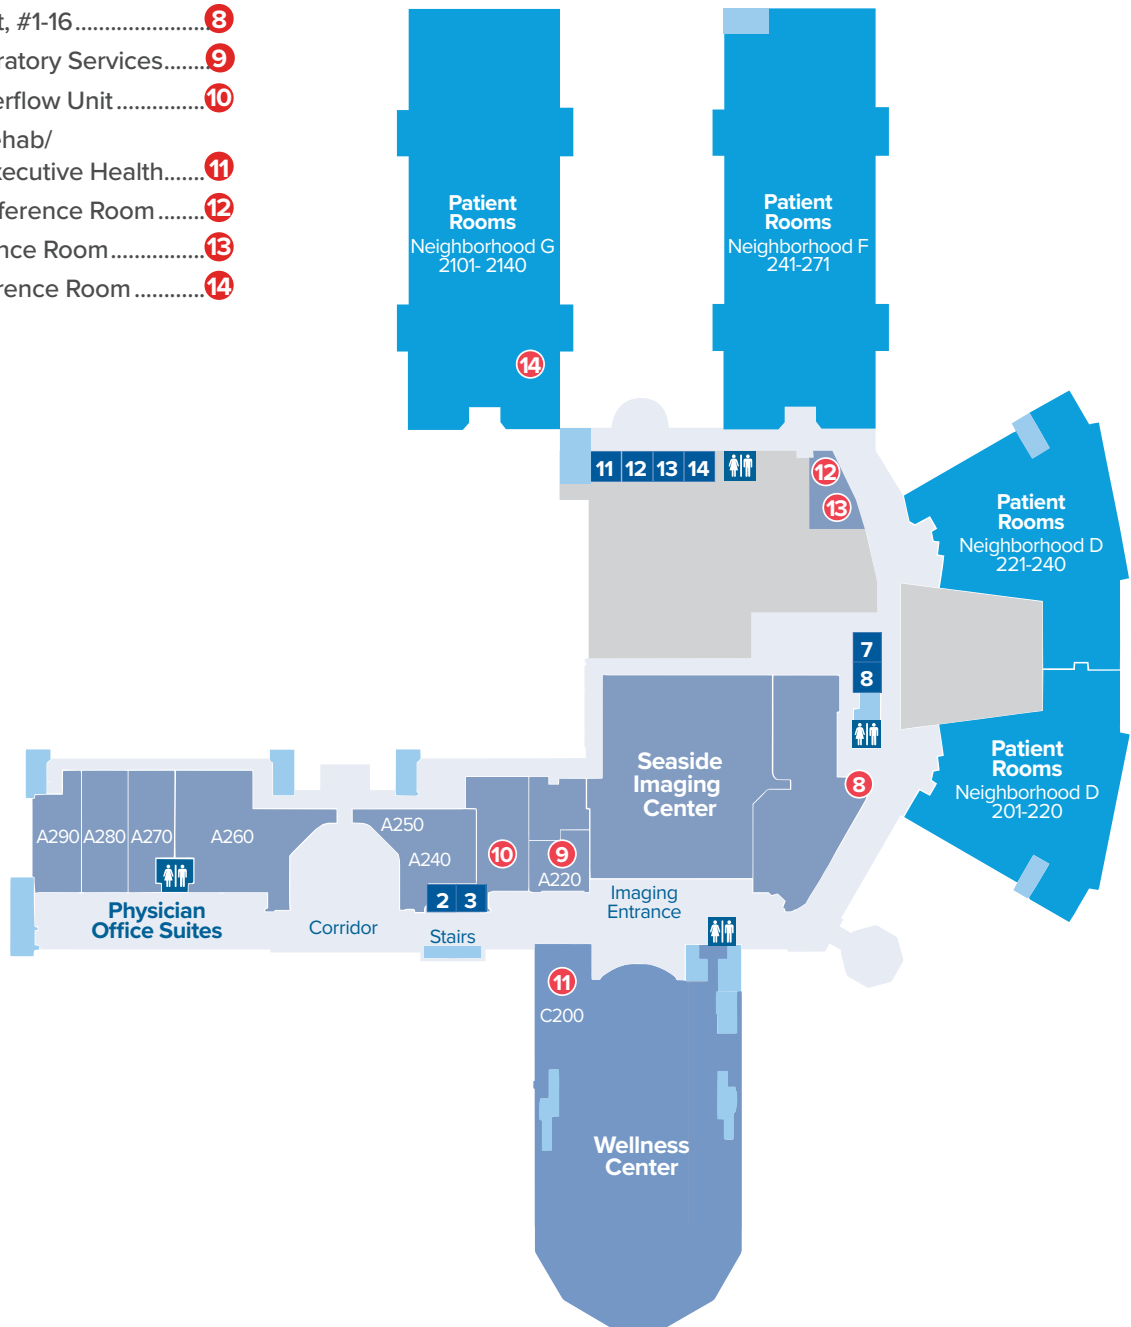 t, #1-16......................8
ratory Services........9
erflow Unit...............10
ehab/
xecutive Health.......11
ference Room........12
nce Room................13
rence Room............14
Patient
Rooms
Neighborhood G
2101- 2140
Patient
Rooms
Neighborhood F
241-271
14
11 12 13 14
12
13
Patient
Rooms
Neighborhood D
221-240
7
8
Patient
Rooms
Neighborhood D
201-220
8
Seaside
Imaging
Center
A290 A280 A270 A260
A250
A240
10
9
A220
2 3
Imaging
Entrance
Physician
Office Suites
Corridor
Stairs
11
C200
Wellness
Center